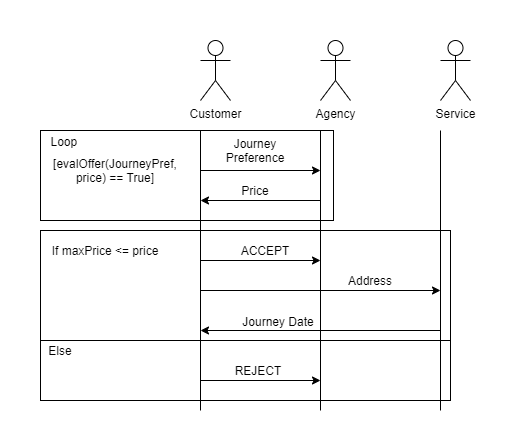 Customer
Agency
Service
Loop
[evalOffer(JourneyPref,
price) == True]
Journey
Preference
Price
If maxPrice <= price
ACCEPT
Address
Journey Date
Else
REJECT